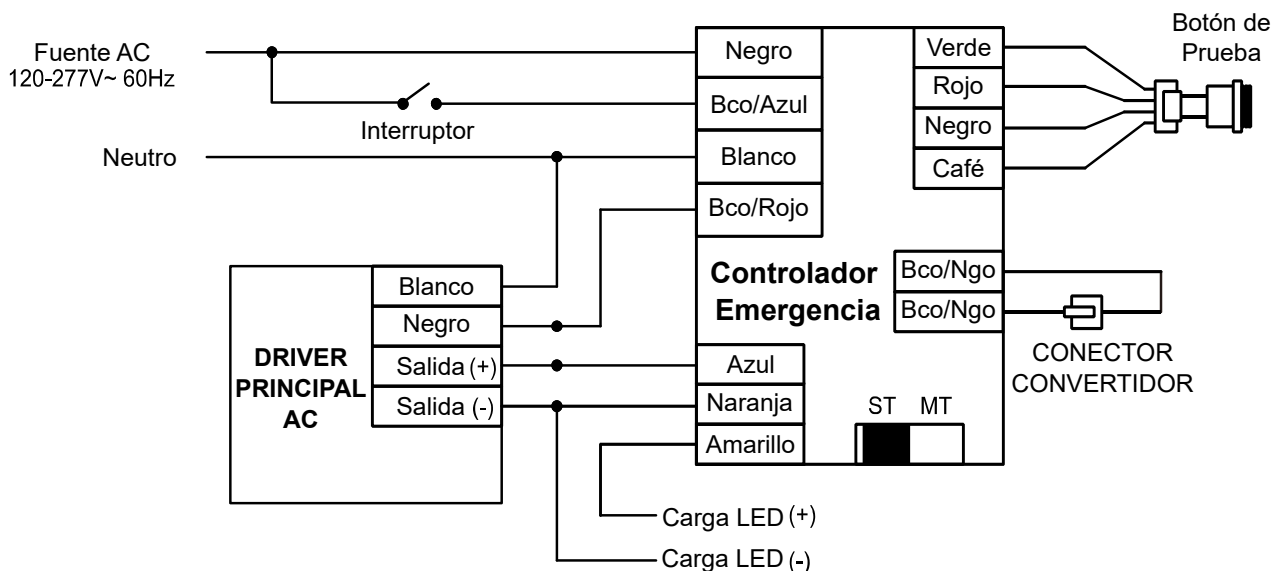 Fuente AC
120-277V~ 60Hz
Interruptor
Neutro
Negro
Bco/Azul
Blanco
Bco/Rojo
Verde
Rojo
Negro
Café
Botón de
Prueba
Controlador
Emergencia
Bco/Ngo
Bco/Ngo
CONECTOR
CONVERTIDOR
DRIVER
PRINCIPAL
AC
Blanco
Negro
Salida (+)
Salida (-)
Azul
Naranja
Amarillo
ST MT
Carga LED (+)
Carga LED (-)